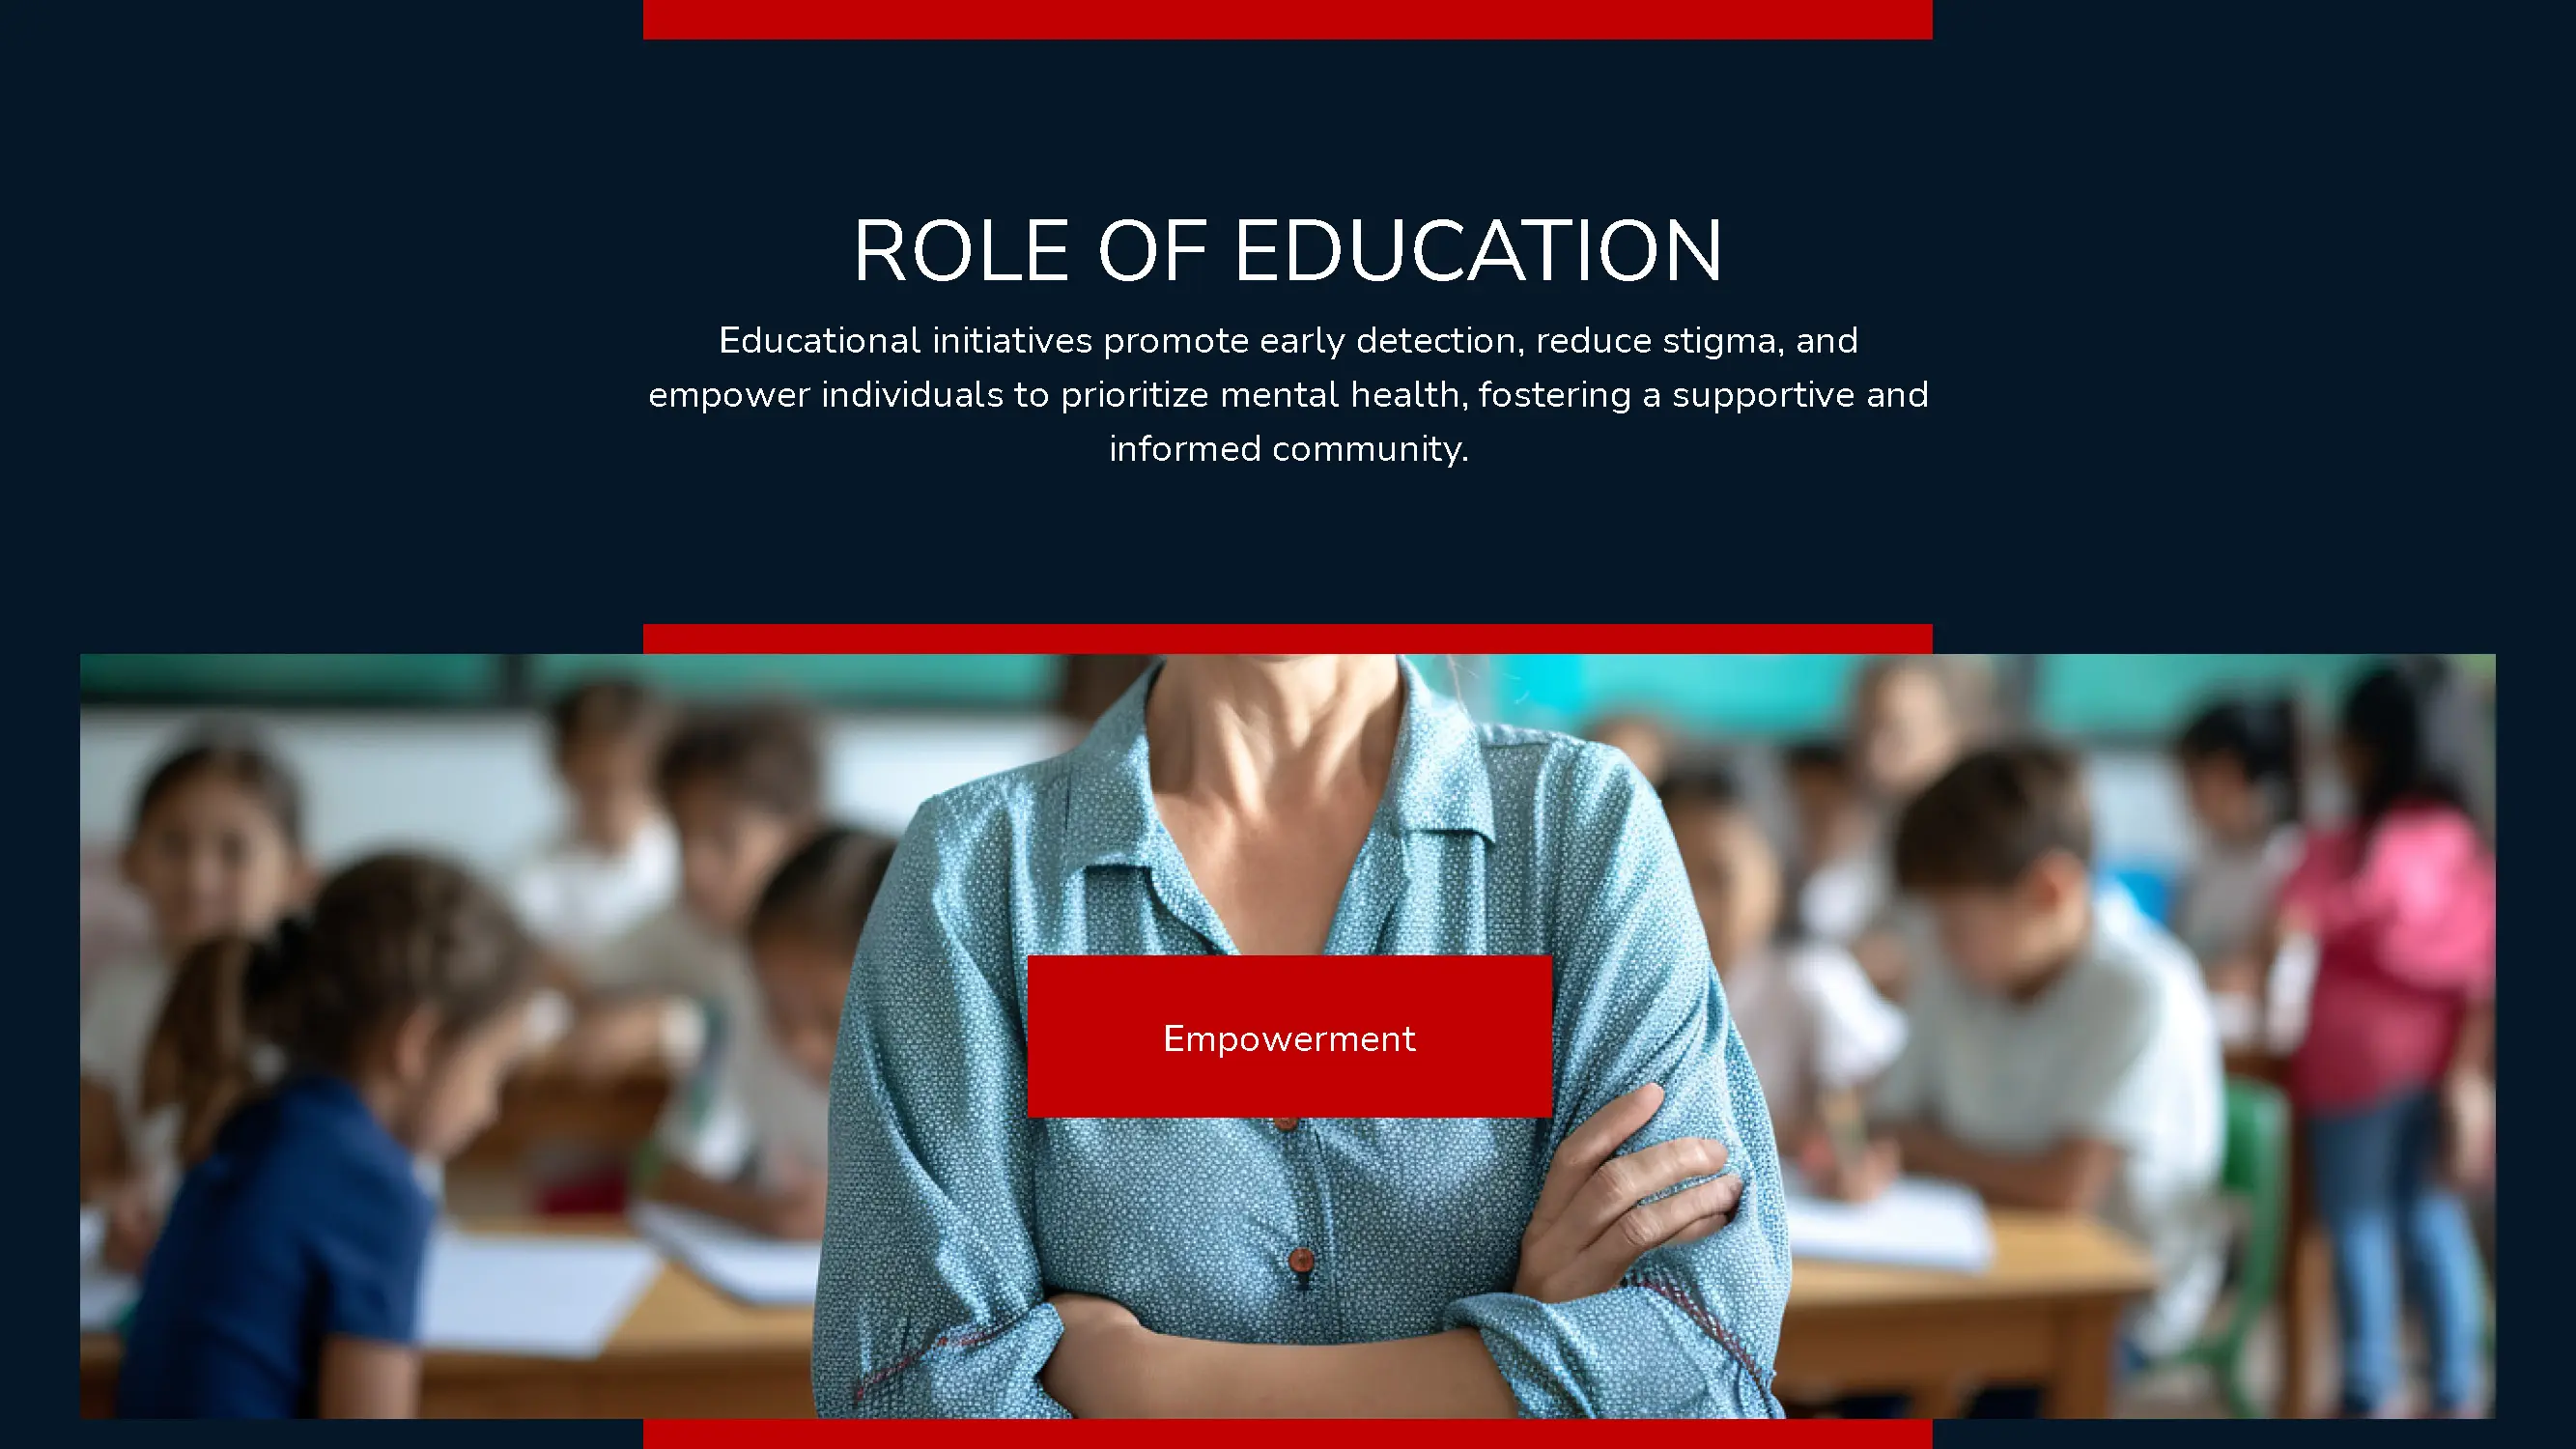 ROLE OF EDUCATION
Educational initiatives promote early detection, reduce stigma, and
empower individuals to prioritize mental health, fostering a supportive and
informed community.
Empowerment